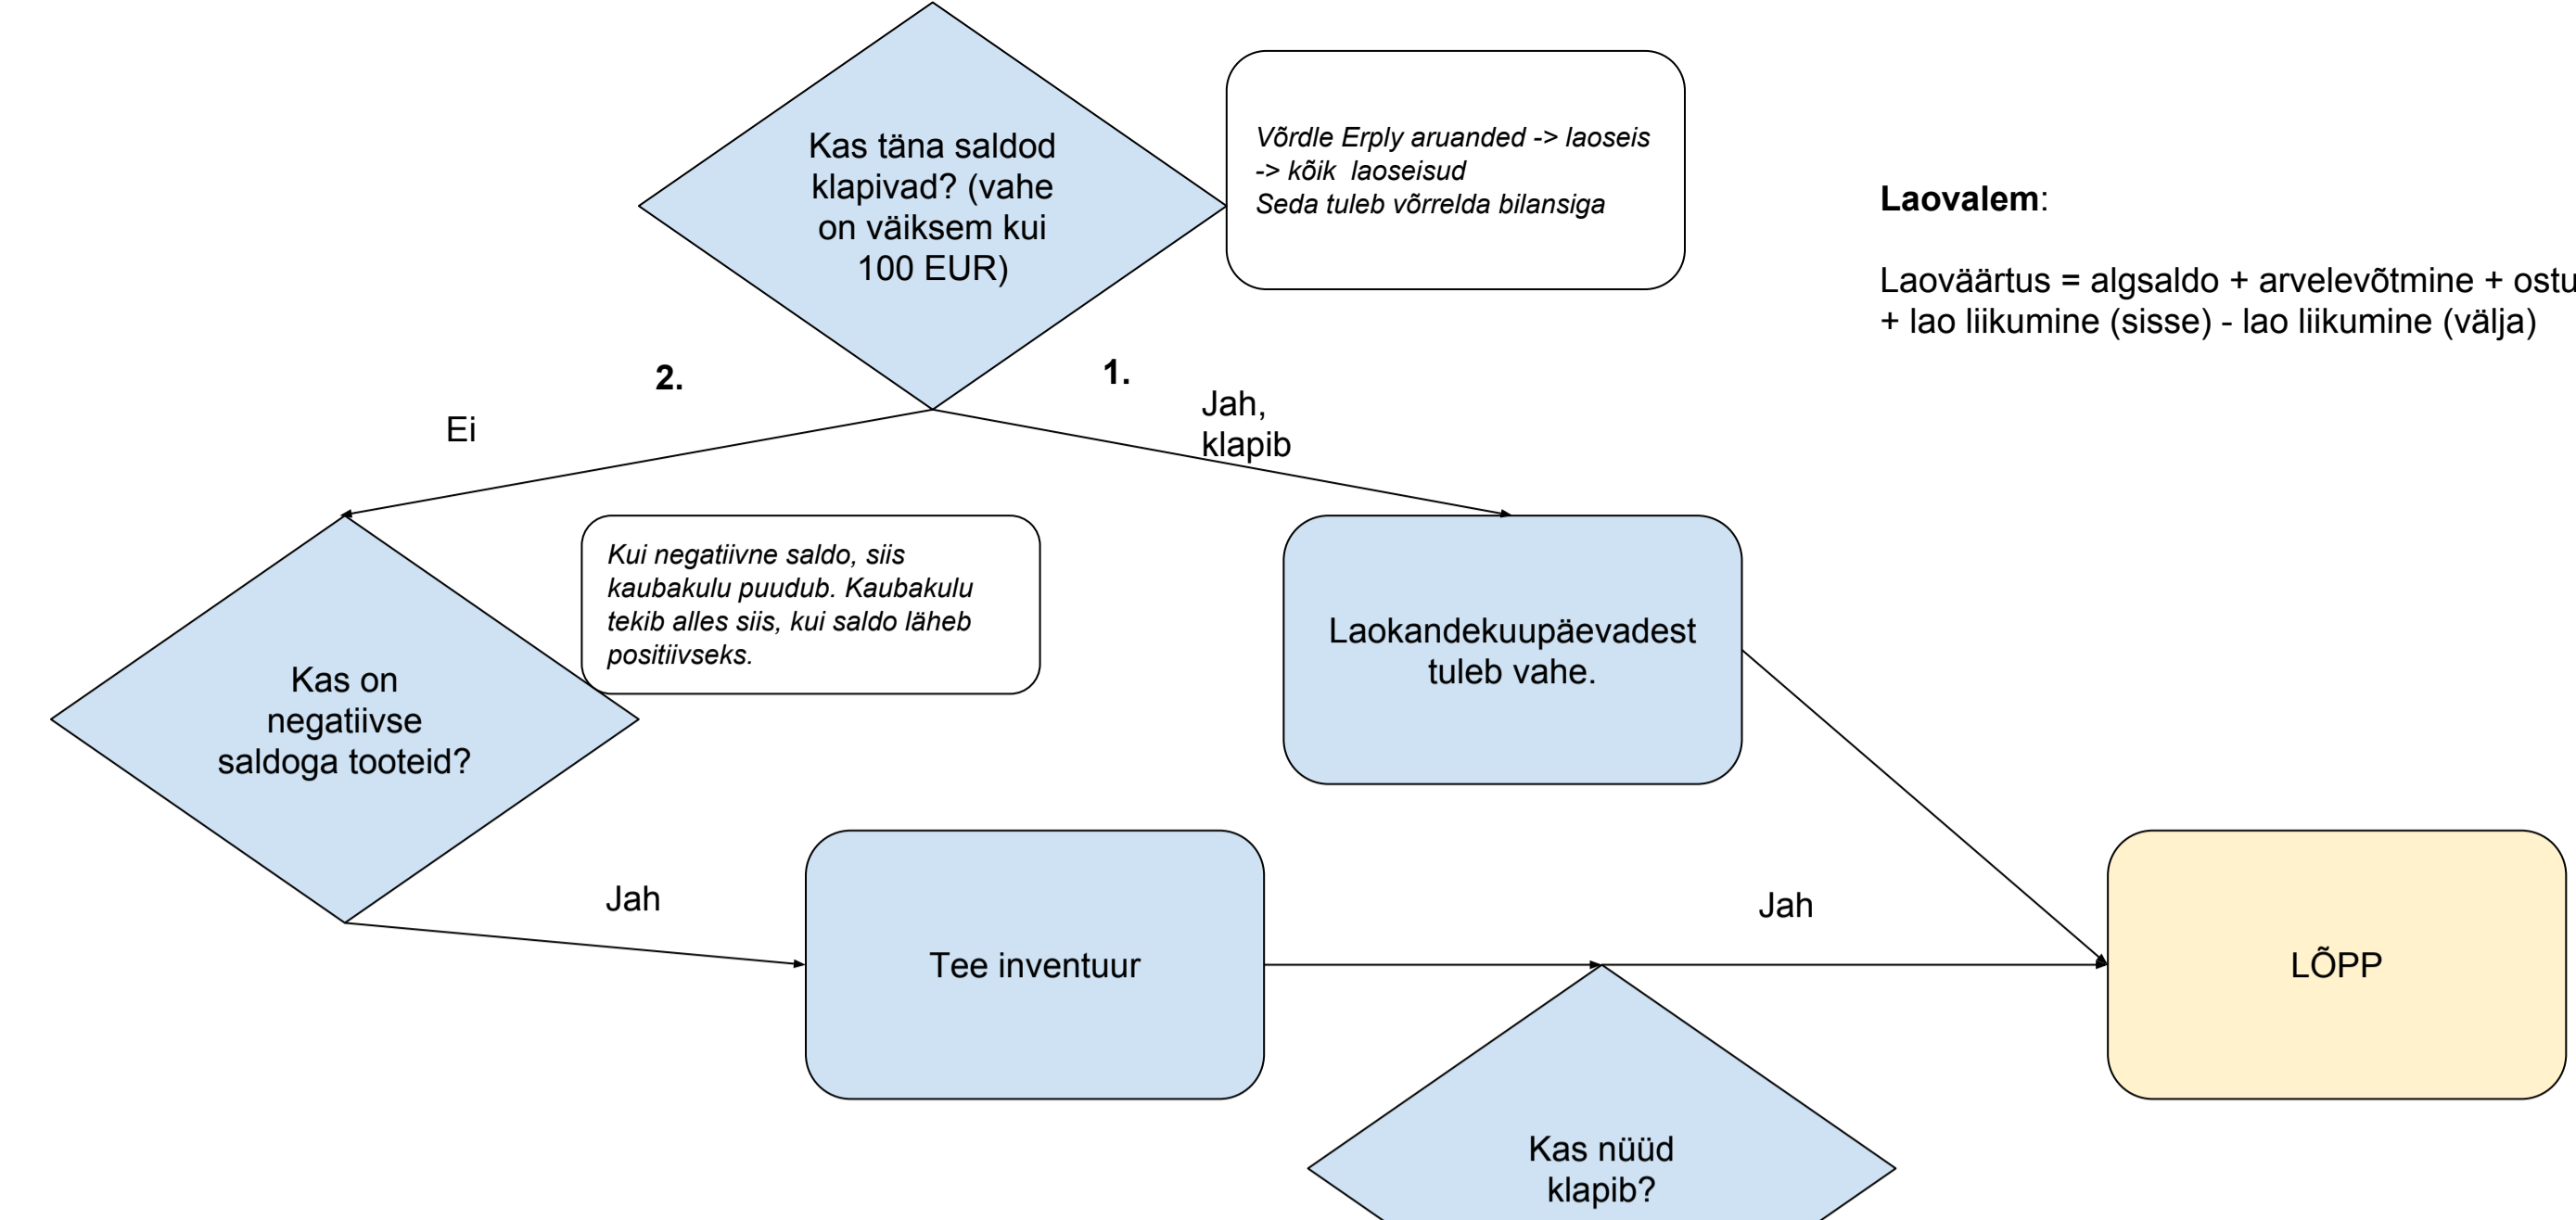 Kas täna saldod
klapivad? (vahe
on väiksem kui
100 EUR)
Võrdle Erply aruanded -> laoseis
-> kõik laoseisud
Seda tuleb võrrelda bilansiga
Laovalem:
Laoväärtus = algsaldo + arvelevõtmine + ostu
+ lao liikumine (sisse) - lao liikumine (välja)
2.
1.
Ei
Jah,
klapib
Kui negatiivne saldo, siis
kaubakulu puudub. Kaubakulu
tekib alles siis, kui saldo läheb
positiivseks.
Laokandekuupäevadest
tuleb vahe.
Kas on
negatiivse
saldoga tooteid?
Jah
Jah
Tee inventuur
LÕPP
Kas nüüd
klapib?